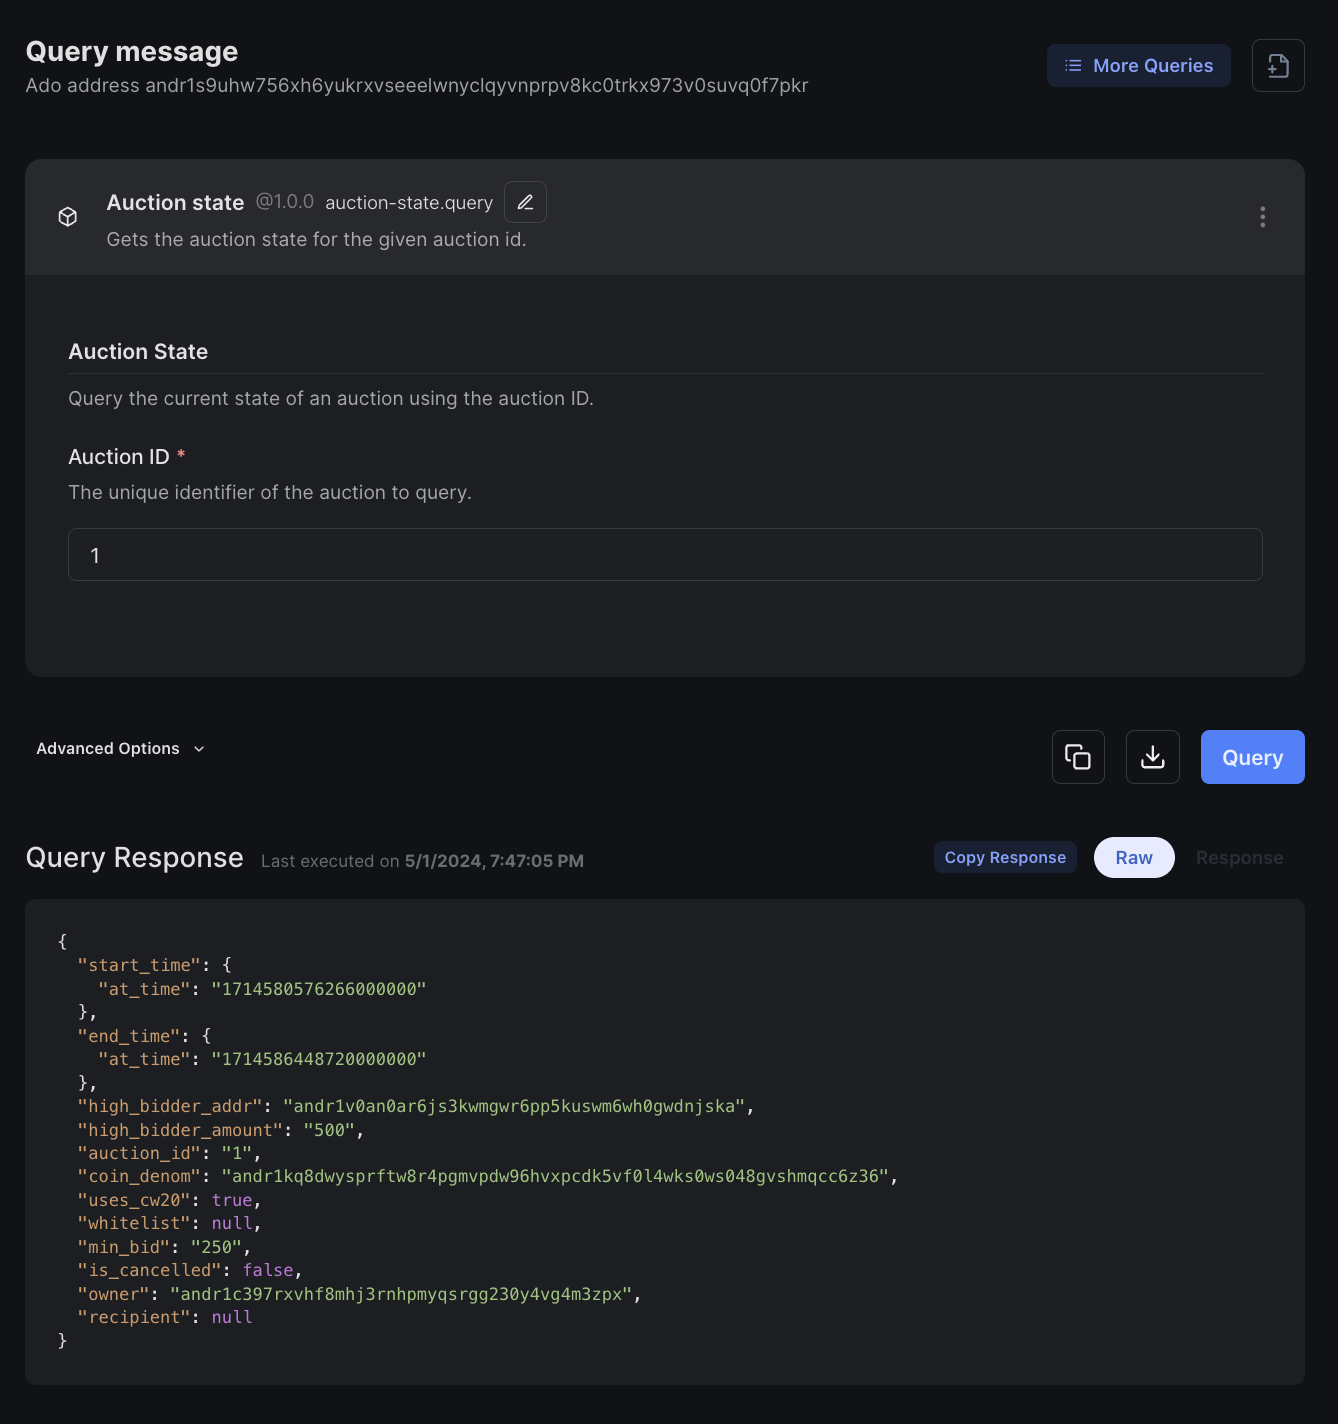 Query message
Ado address andr1s9uhw756xh6yukrxvseeelwnyclqyvnprpv8kc0trkx973v0suvq0f7pkr
More Queries
Auction state @1.0.0 auction-state.query
Gets the auction state for the given auction id.
Auction State
Query the current state of an auction using the auction ID.
Auction ID *
The unique identifier of the auction to query.
1
Advanced Options
Query
Query Response Last executed on 5/1/2024, 7:47:05 PM
Copy Response Raw Response
{
  "start_time": {
    "at_time": "1714580576266000000"
  },
  "end_time": {
    "at_time": "1714586448720000000"
  },
  "high_bidder_addr": "andr1v0an0ar6js3kwmgwr6pp5kuswm6wh0gwdnjska",
  "high_bidder_amount": "500",
  "auction_id": "1",
  "coin_denom": "andr1kq8dwysprftw8r4pgmvpdw96hvxpcdk5vf0l4wks0ws048gvshmqcc6z36",
  "uses_cw20": true,
  "whitelist": null,
  "min_bid": "250",
  "is_cancelled": false,
  "owner": "andr1c397rxvhf8mhj3rnhpmyqsrgg230y4vg4m3zpx",
  "recipient": null
}